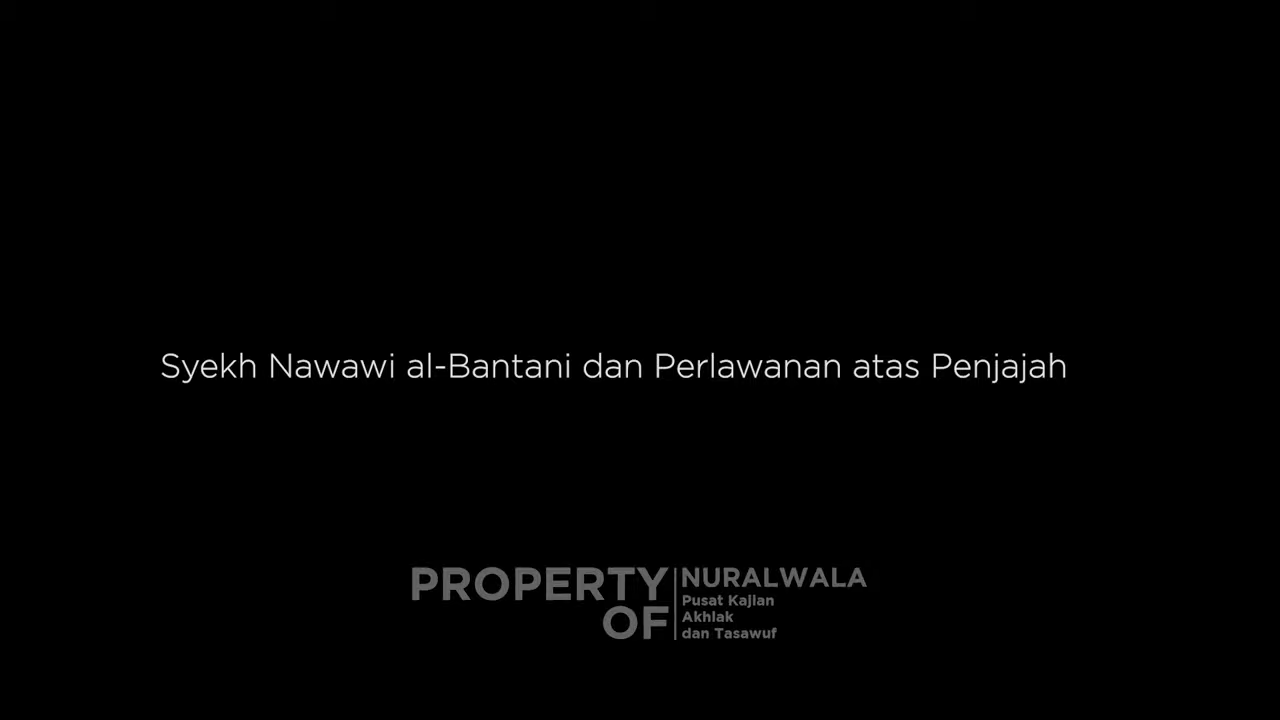 Syekh Nawawi al-Bantani dan Perlawanan atas Penjajah
PROPERTY OF
NURALWALA
Pusat Kajian
Akhlak
dan Tasawuf